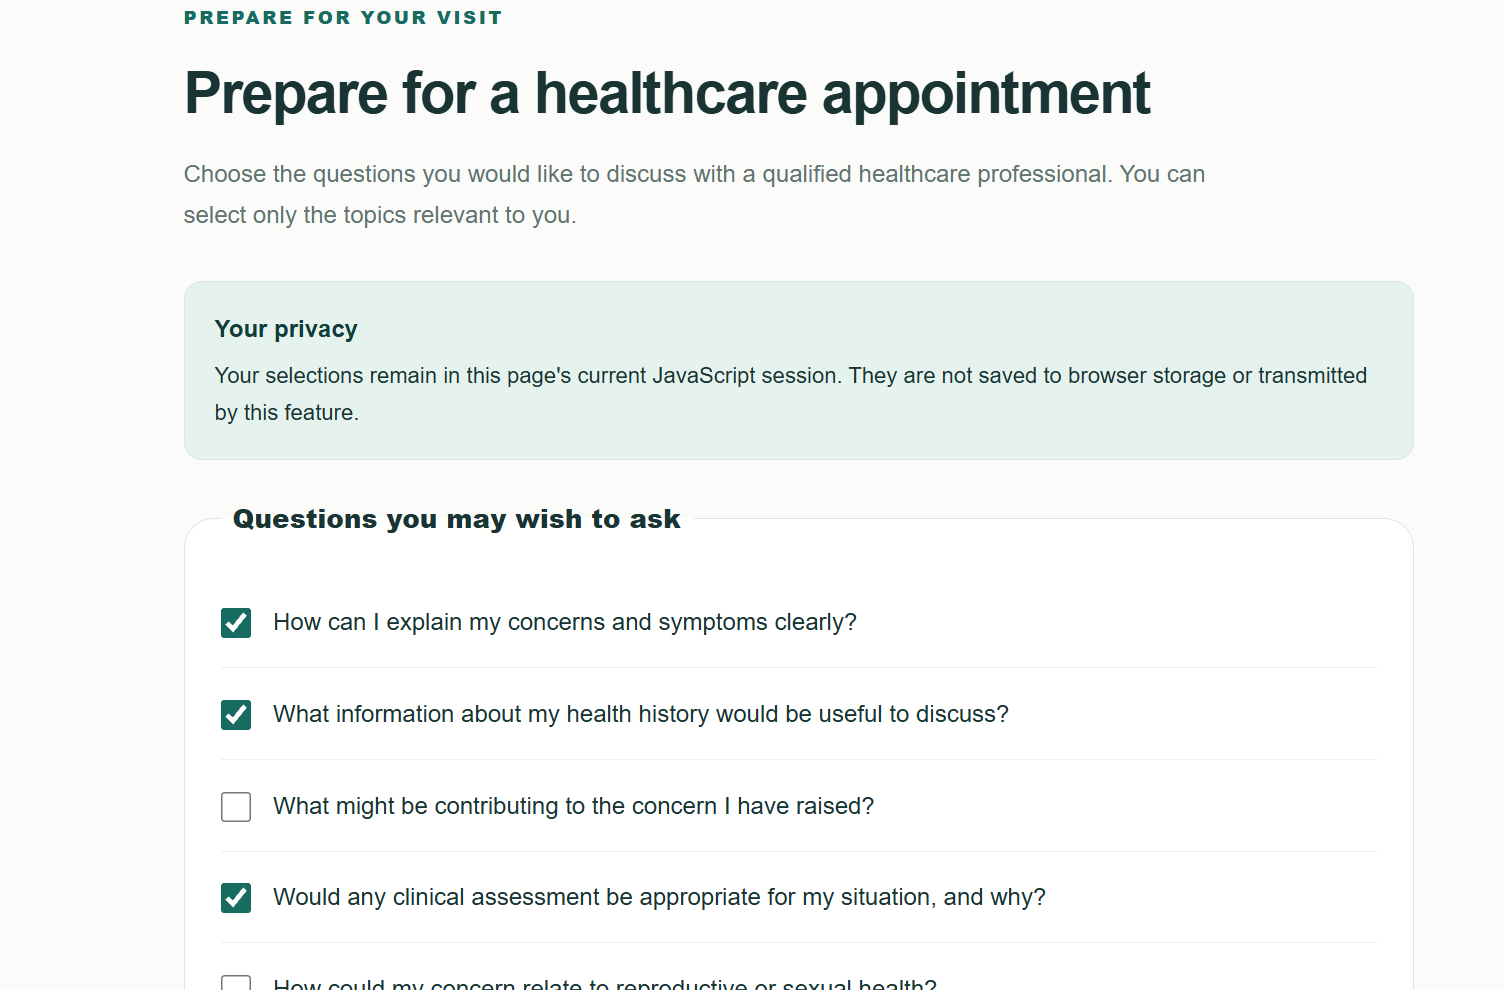 PREPARE FOR YOUR VISIT
Prepare for a healthcare appointment
Choose the questions you would like to discuss with a qualified healthcare professional. You can
select only the topics relevant to you.
Your privacy
Your selections remain in this page's current JavaScript session. They are not saved to browser storage or transmitted
by this feature.
Questions you may wish to ask
How can I explain my concerns and symptoms clearly?
What information about my health history would be useful to discuss?
What might be contributing to the concern I have raised?
Would any clinical assessment be appropriate for my situation, and why?
How could my concern relate to reproductive or sexual health?